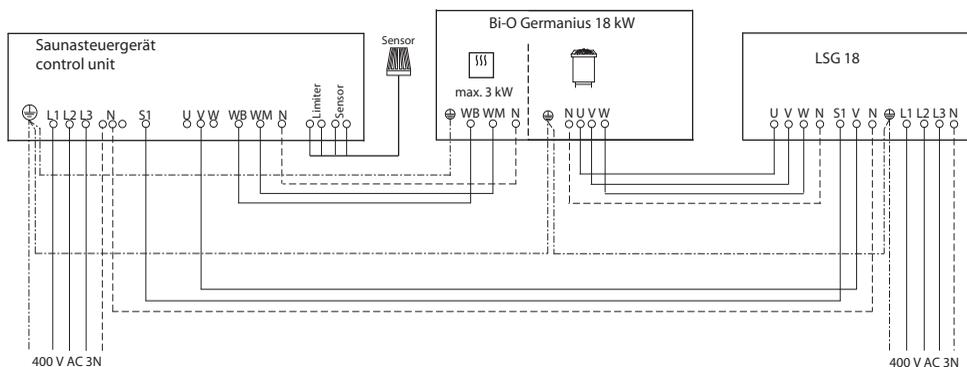 Saunasteuergerät
control unit
Sensor
Bi-O Germanius 18 kW
max. 3 kW
LSG 18
L1 L2 L3 N S1 U V W WB WM N Limiter Sensor
WB WM N N U V W
U V W N S1 V N L1 L2 L3 N
400 V AC 3N
400 V AC 3N